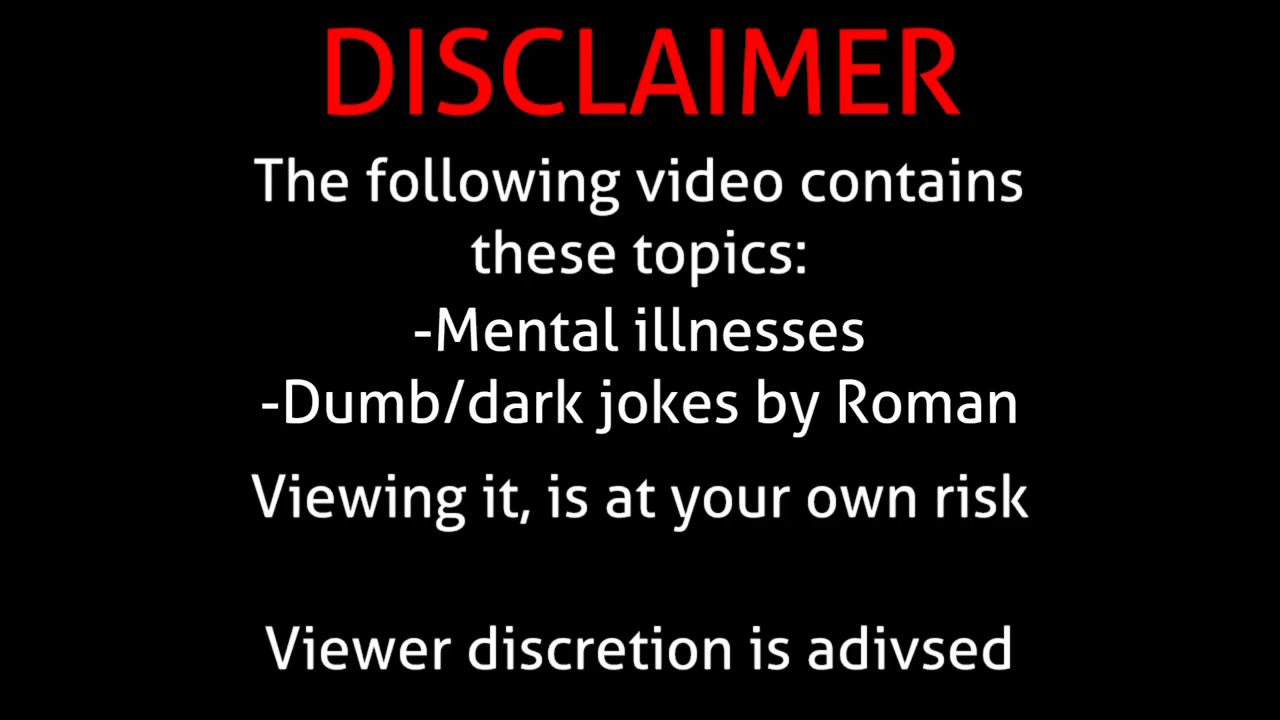 DISCLAIMER
The following video contains
these topics:
-Mental illnesses
-Dumb/dark jokes by Roman
Viewing it, is at your own risk
Viewer discretion is adivsed